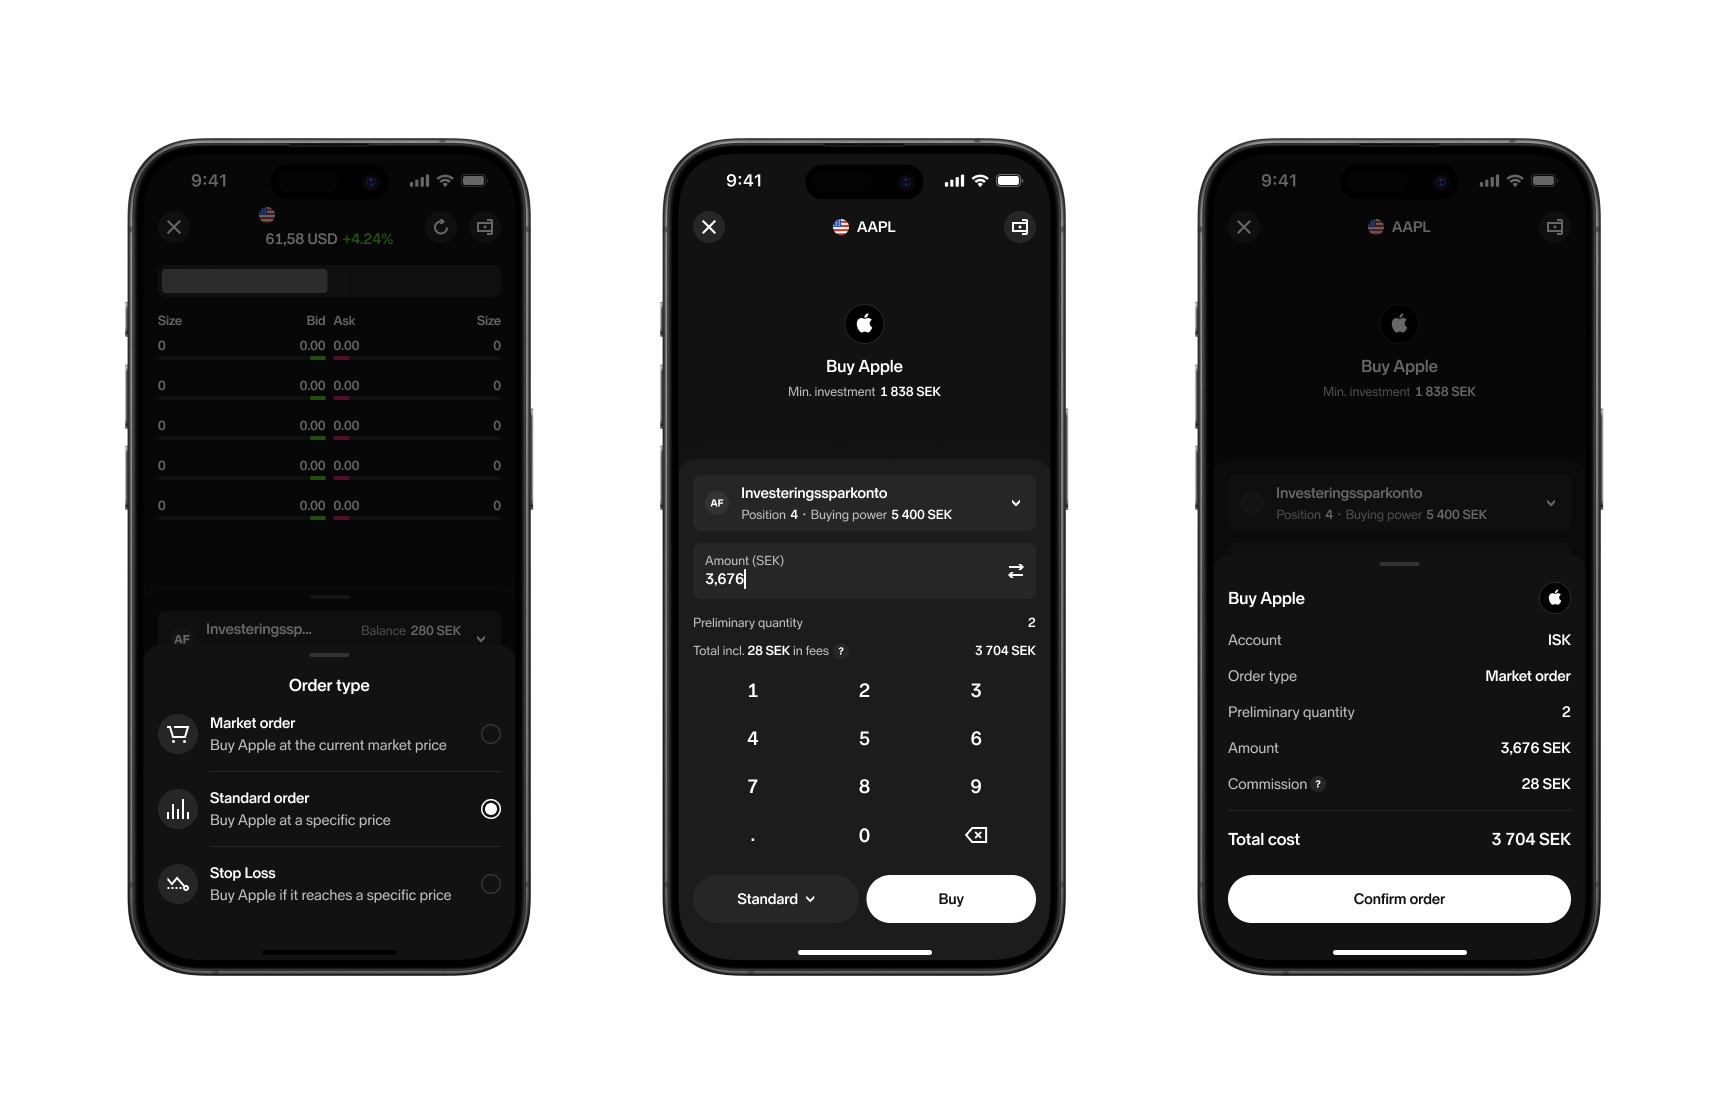 9:41
61,58 USD +4.24%
Size Bid Ask Size
0 0.00 0.00 0
0 0.00 0.00 0
0 0.00 0.00 0
0 0.00 0.00 0
0 0.00 0.00 0
AF Investeringssp... Balance 280 SEK
Order type
Market order
Buy Apple at the current market price
Standard order
Buy Apple at a specific price
Stop Loss
Buy Apple if it reaches a specific price
9:41
AAPL
Buy Apple
Min. investment 1 838 SEK
AF
Investeringssparkonto
Position 4 · Buying power 5 400 SEK
Amount (SEK)
3,676
Preliminary quantity 2
Total incl. 28 SEK in fees ? 3 704 SEK
1 2 3
4 5 6
7 8 9
. 0
Standard Buy
9:41
AAPL
Buy Apple
Min. investment 1 838 SEK
Investeringssparkonto
Position 4 · Buying power 5 400 SEK
Buy Apple
Account ISK
Order type Market order
Preliminary quantity 2
Amount 3,676 SEK
Commission ? 28 SEK
Total cost 3 704 SEK
Confirm order